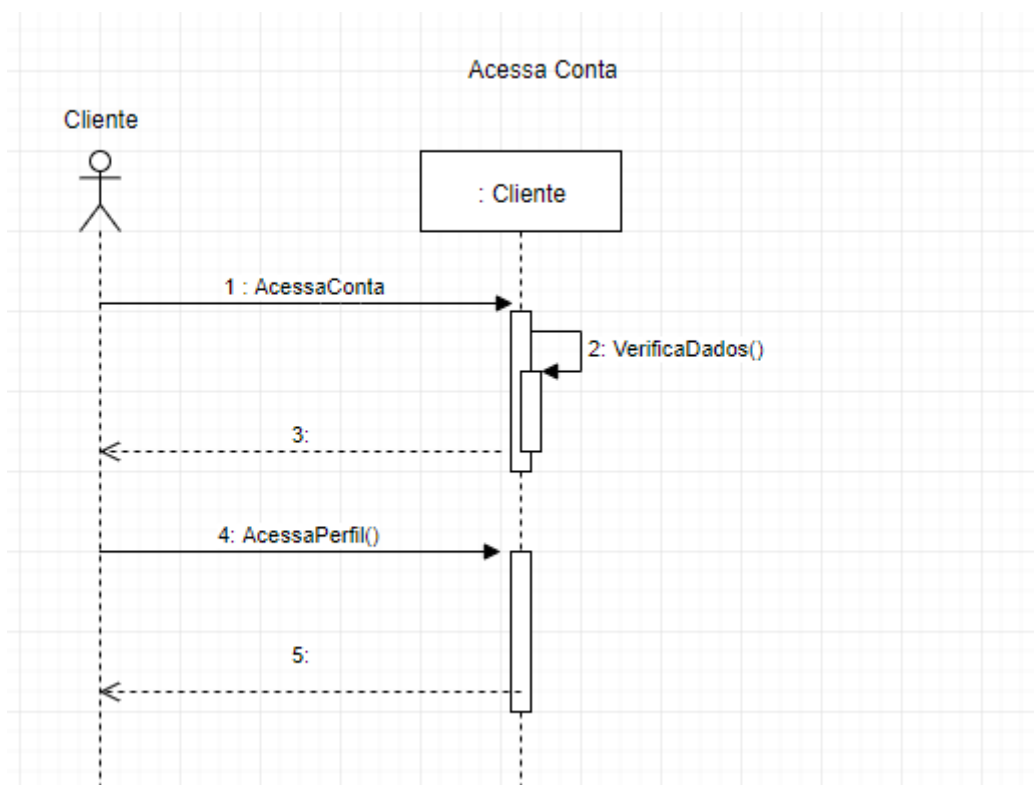 Acessa Conta
Cliente
: Cliente
1 : AcessaConta
2: VerificaDados()
3:
4: AcessaPerfil()
5: